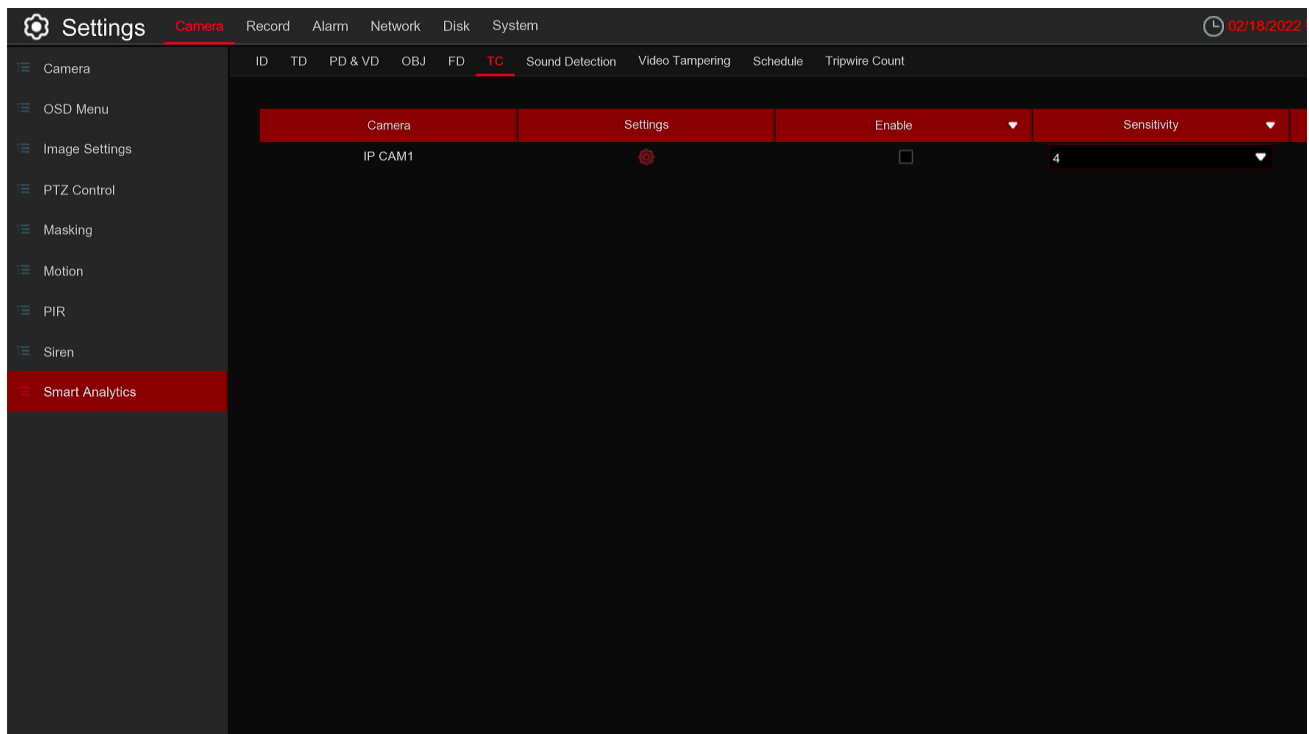 Settings Camera Record Alarm Network Disk System 02/18/2022
Camera
OSD Menu
Image Settings
PTZ Control
Masking
Motion
PIR
Siren
Smart Analytics
ID TD PD & VD OBJ FD TC Sound Detection Video Tampering Schedule Tripwire Count
Camera Settings Enable Sensitivity
IP CAM1 4